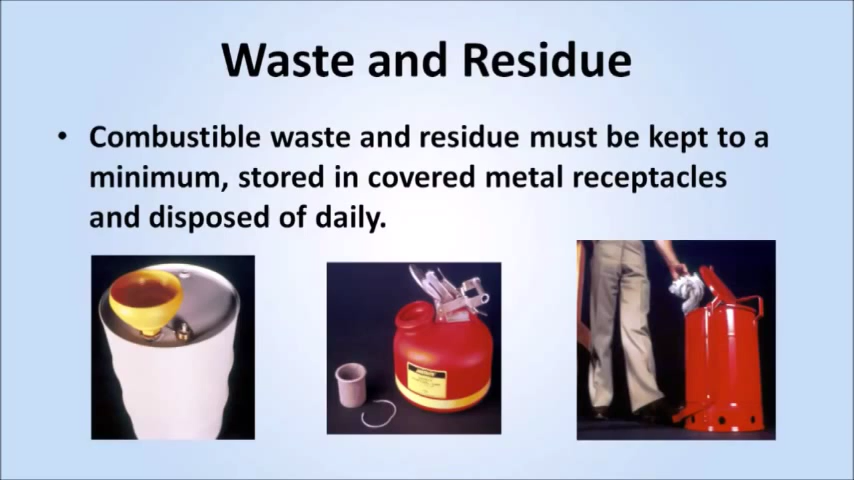 Waste and Residue
• Combustible waste and residue must be kept to a
minimum, stored in covered metal receptacles
and disposed of daily.